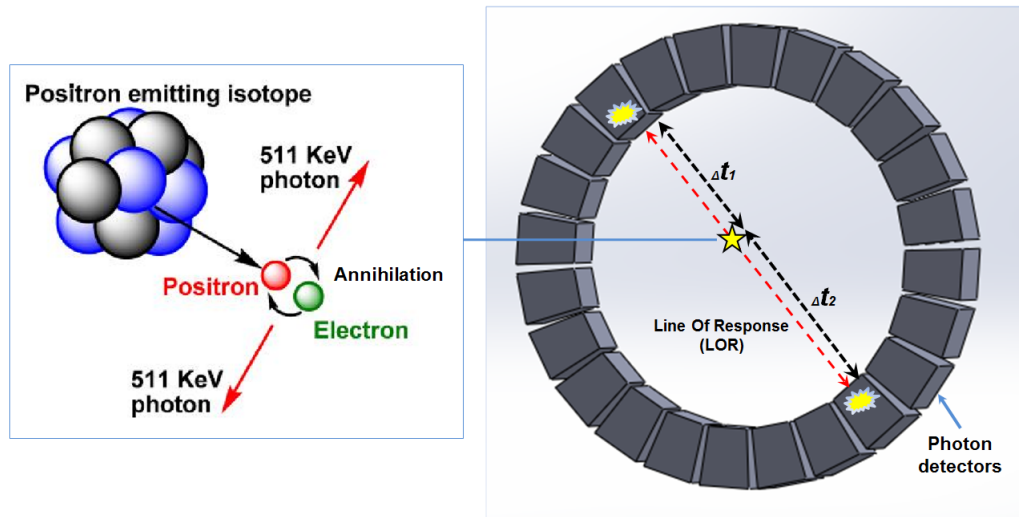 Positron emitting isotope
511 KeV
photon
Annihilation
Positron
Electron
511 KeV
photon
Δt1
Δt2
Line Of Response
(LOR)
Photon
detectors